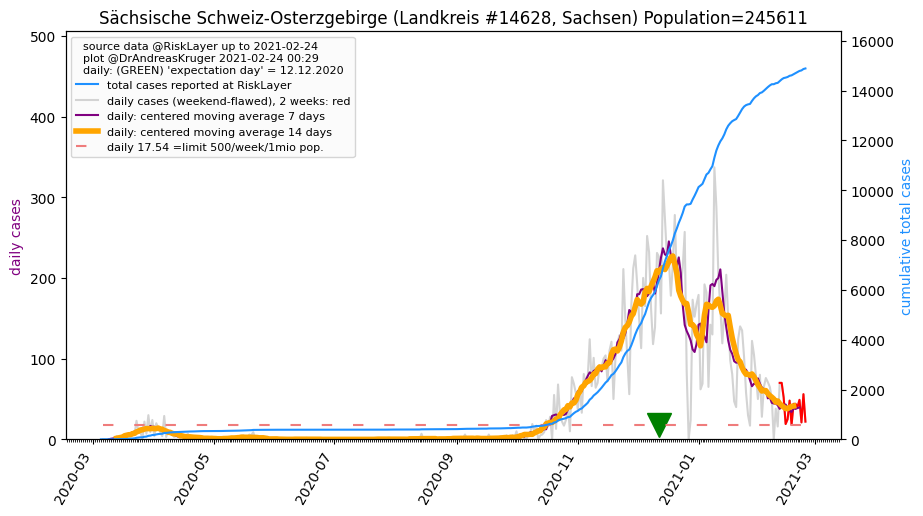 Sächsische Schweiz-Osterzgebirge (Landkreis #14628, Sachsen) Population=245611
source data @RiskLayer up to 2021-02-24
plot @DrAndreasKruger 2021-02-24 00:29
daily: (GREEN) 'expectation day' = 12.12.2020
total cases reported at RiskLayer
daily cases (weekend-flawed), 2 weeks: red
daily: centered moving average 7 days
daily: centered moving average 14 days
daily 17.54 =limit 500/week/1mio pop.
daily cases
500
400
300
200
100
0
cumulative total cases
16000
14000
12000
10000
8000
6000
4000
2000
0
2020-03
2020-05
2020-07
2020-09
2020-11
2021-01
2021-03